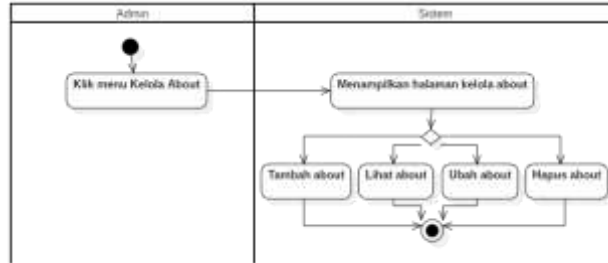 Admin
Sistem
Klik menu Kelola About
Menampilkan halaman kelola about
Tambah about
Lihat about
Ubah about
Hapus about